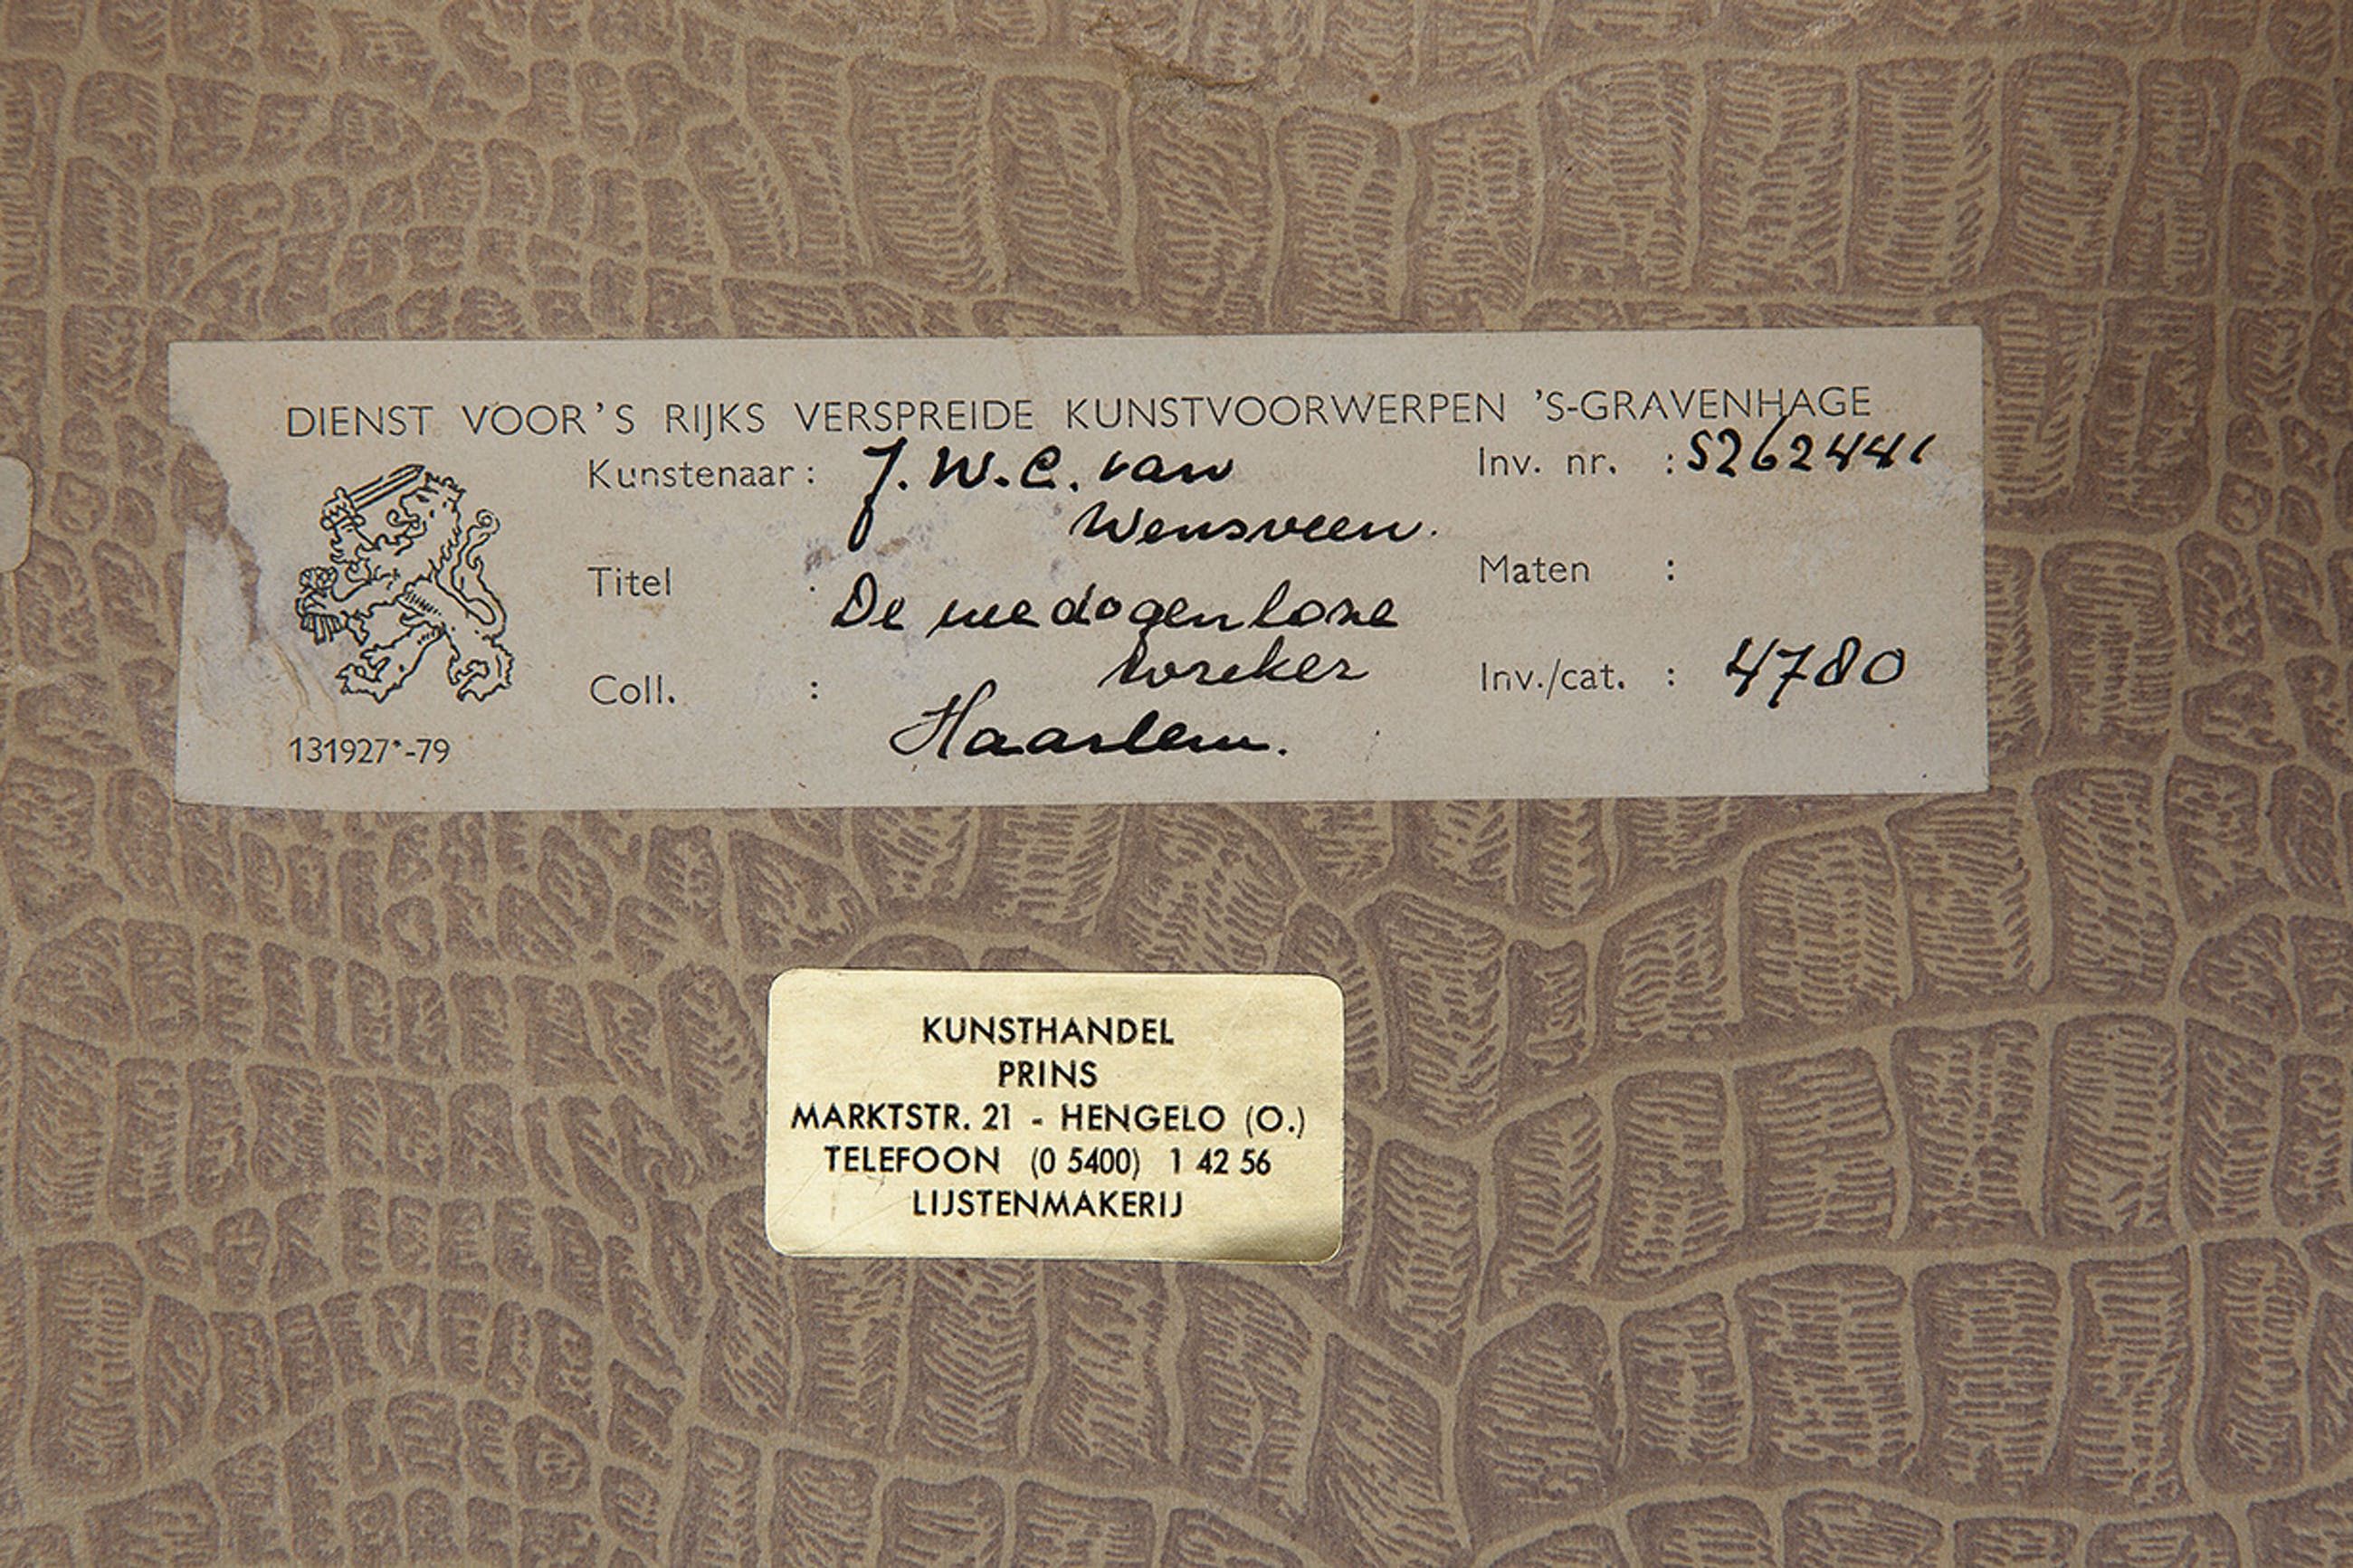 DIENST VOOR 'S RIJKS VERSPREIDE KUNSTVOORWERPEN 'S-GRAVENHAGE
Kunstenaar : J. W. C. van Wensveen.
Inv. nr. : S262441
Titel : De meedogenloze wreker
Maten :
Coll. : Haarlem.
Inv./cat. : 4780
131927*-79
KUNSTHANDEL
PRINS
MARKTSTR. 21 - HENGELO (O.)
TELEFOON (0 5400) 1 42 56
LIJSTENMAKERIJ